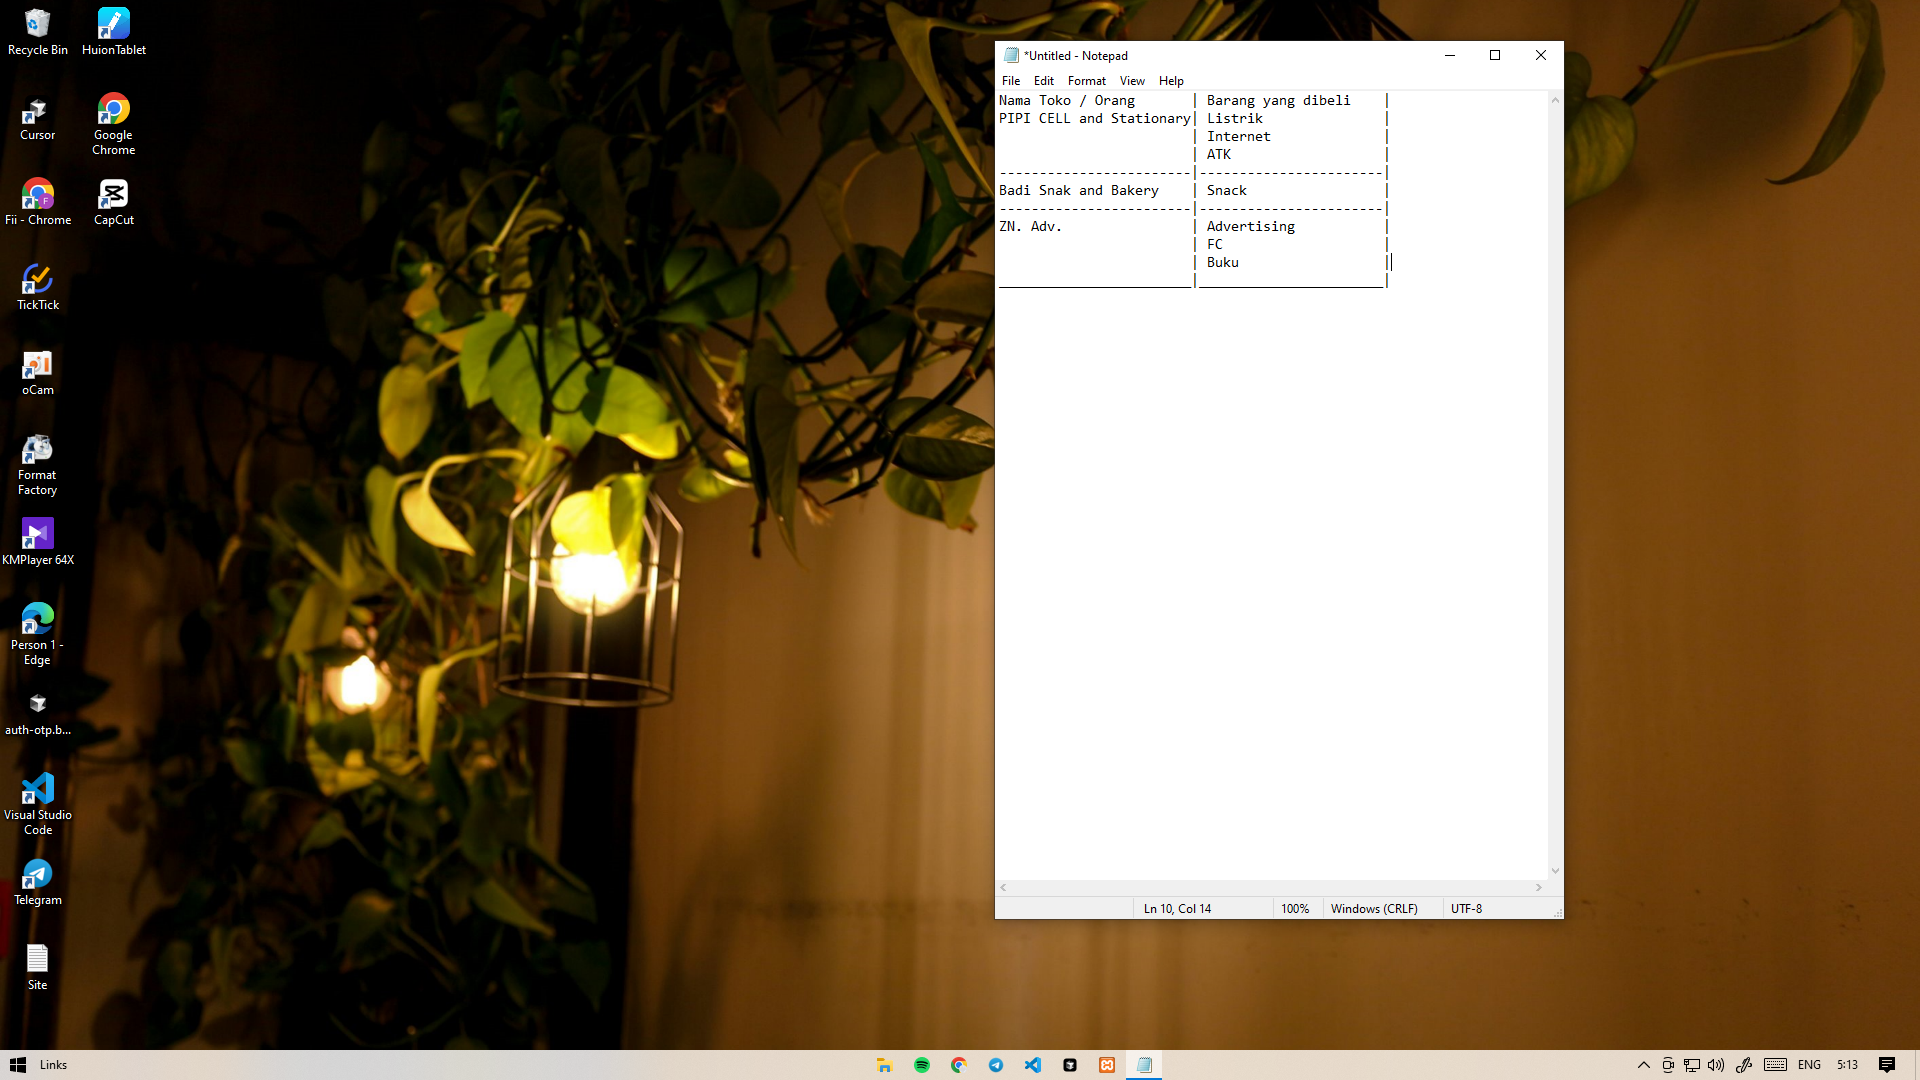 Recycle Bin
HuionTablet
Cursor
Google
Chrome
Fii - Chrome
CapCut
TickTick
oCam
Format
Factory
KMPlayer 64X
Person 1 -
Edge
auth-otp.b...
Visual Studio
Code
Telegram
Site
*Untitled - Notepad
File Edit Format View Help
Nama Toko / Orang | Barang yang dibeli |
PIPI CELL and Stationary| Listrik |
| Internet |
| ATK |
------------------------|-----------------------|
Badi Snak and Bakery | Snack |
------------------------|-----------------------|
ZN. Adv. | Advertising |
| FC |
| Buku |
________________________|_______________________|
Ln 10, Col 14 100% Windows (CRLF) UTF-8
Links ENG 5:13